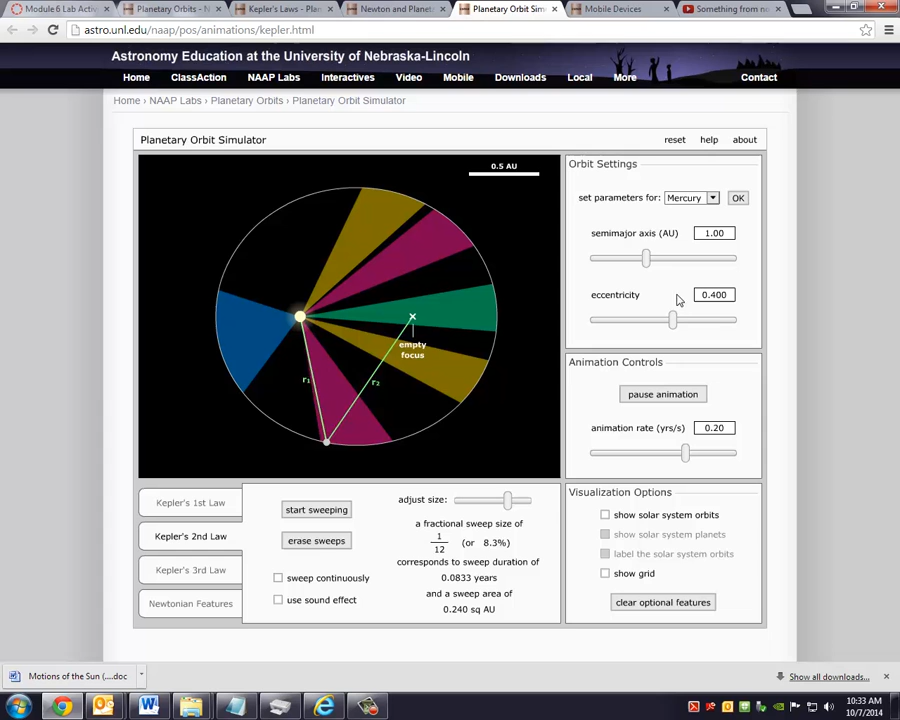 Module 6 Lab Activ
Planetary Orbits - N
Kepler's Laws - Plan
Newton and Planeta
Planetary Orbit Sim
Mobile Devices
Something from no
astro.unl.edu/naap/pos/animations/kepler.html
Astronomy Education at the University of Nebraska-Lincoln
Home ClassAction NAAP Labs Interactives Video Mobile Downloads Local More Contact
Home › NAAP Labs › Planetary Orbits › Planetary Orbit Simulator
Planetary Orbit Simulator reset help about
0.5 AU
empty
focus
r₁
r₂
Orbit Settings
set parameters for: Mercury OK
semimajor axis (AU) 1.00
eccentricity 0.400
Animation Controls
pause animation
animation rate (yrs/s) 0.20
Kepler's 1st Law
Kepler's 2nd Law
Kepler's 3rd Law
Newtonian Features
start sweeping
erase sweeps
sweep continuously
use sound effect
adjust size:
a fractional sweep size of
1
12
(or 8.3%)
corresponds to sweep duration of
0.0833 years
and a sweep area of
0.240 sq AU
Visualization Options
show solar system orbits
show solar system planets
label the solar system orbits
show grid
clear optional features
Motions of the Sun (....doc
Show all downloads...
10:33 AM
10/7/2014